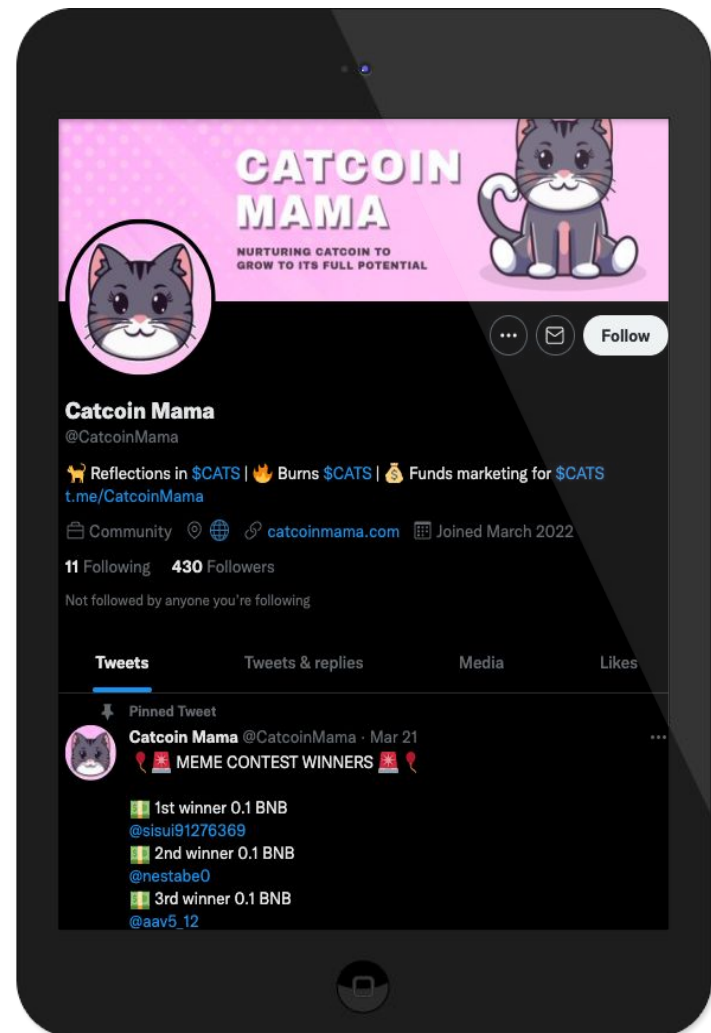 CATCOIN
MAMA
NURTURING CATCOIN TO
GROW TO ITS FULL POTENTIAL
Follow
Catcoin Mama
@CatcoinMama
🐈 Reflections in $CATS | 🔥 Burns $CATS | 💰 Funds marketing for $CATS
t.me/CatcoinMama
Community 🌐 catcoinmama.com Joined March 2022
11 Following 430 Followers
Not followed by anyone you're following
Tweets Tweets & replies Media Likes
Pinned Tweet
Catcoin Mama @CatcoinMama · Mar 21
🎈🚨 MEME CONTEST WINNERS 🚨🎈
💵 1st winner 0.1 BNB
@sisui91276369
💵 2nd winner 0.1 BNB
@nestabe0
💵 3rd winner 0.1 BNB
@aav5_12